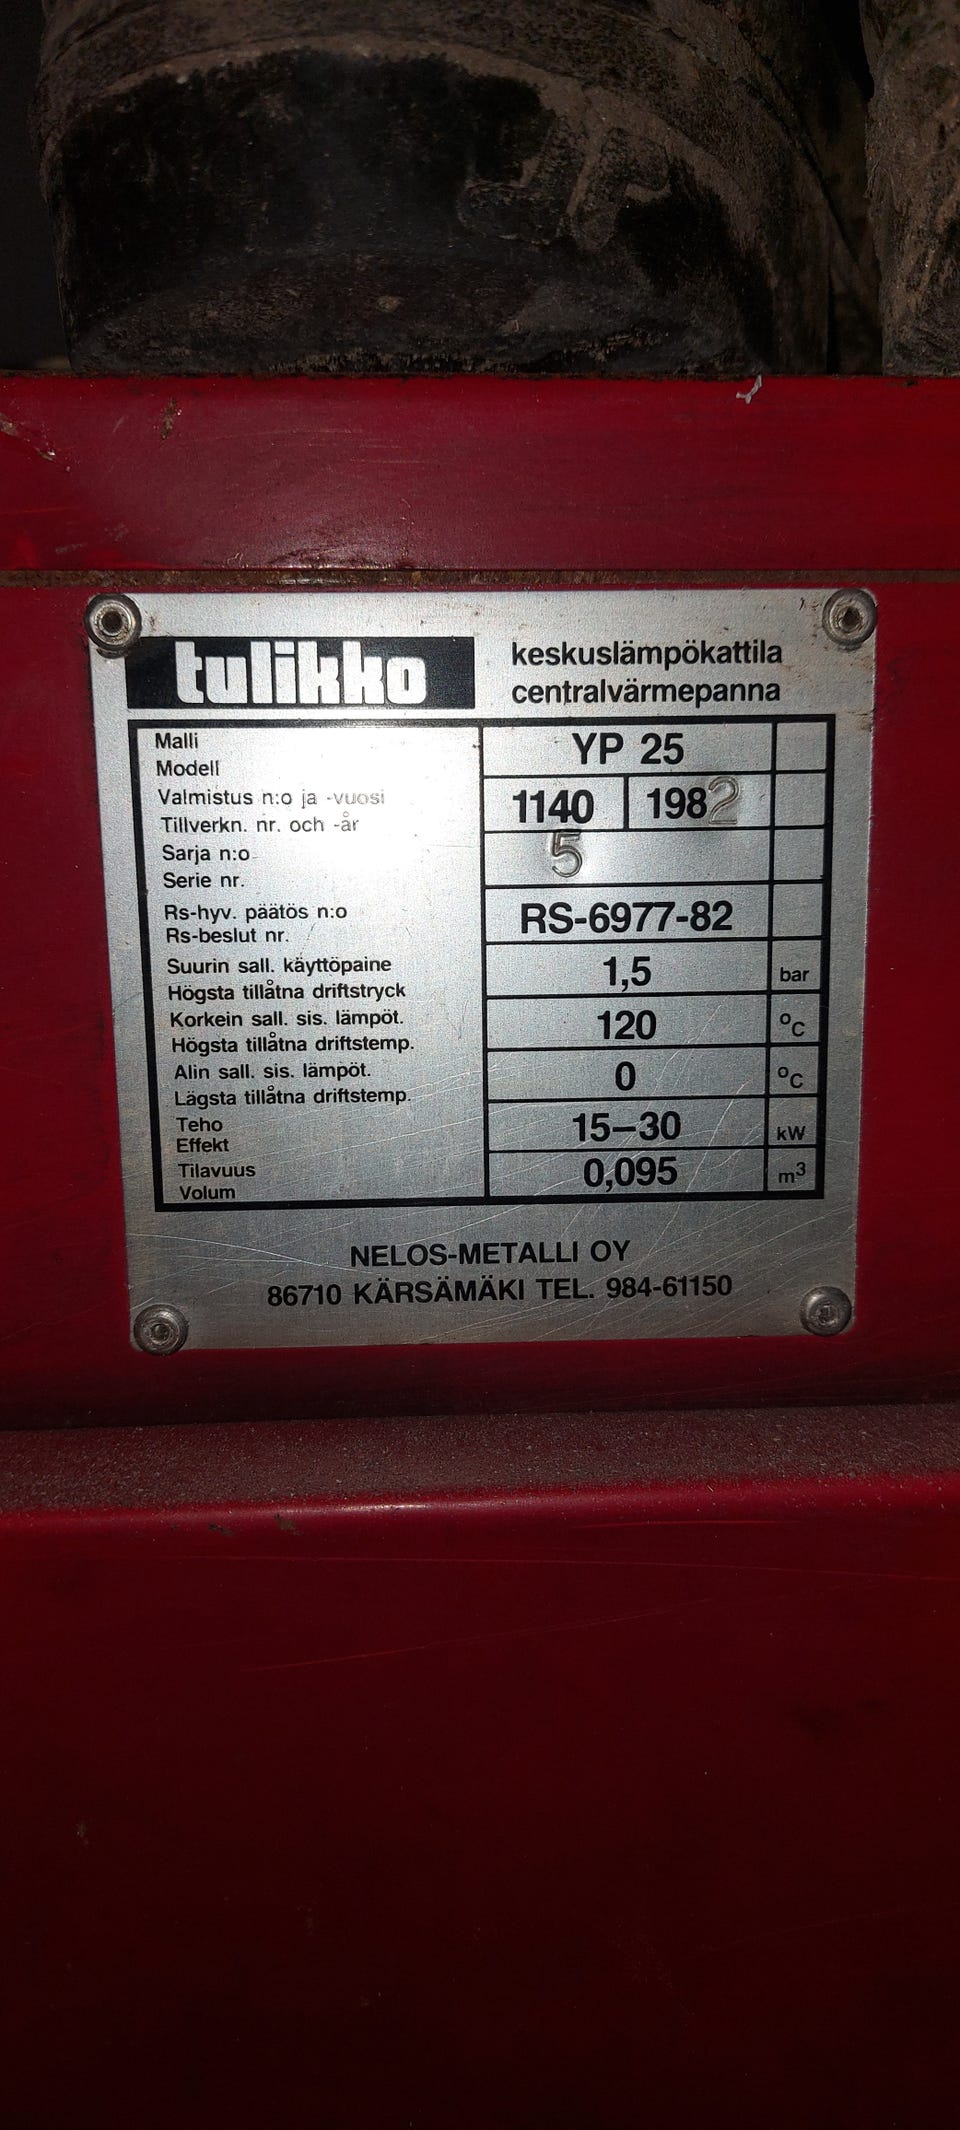 tulikko
keskuslämpökattila
centralvärmepanna
Malli
Modell
YP 25
Valmistus n:o ja -vuosi
Tillverkn. nr. och -år
1140 1982
Sarja n:o
Serie nr.
5
Rs-hyv. päätös n:o
Rs-beslut nr.
RS-6977-82
Suurin sall. käyttöpaine
Högsta tillåtna driftstryck
1,5 bar
Korkein sall. sis. lämpöt.
Högsta tillåtna driftstemp.
120 °C
Alin sall. sis. lämpöt.
Lägsta tillåtna driftstemp.
0 °C
Teho
Effekt
15–30 kW
Tilavuus
Volum
0,095 m³
NELOS-METALLI OY
86710 KÄRSÄMÄKI TEL. 984-61150